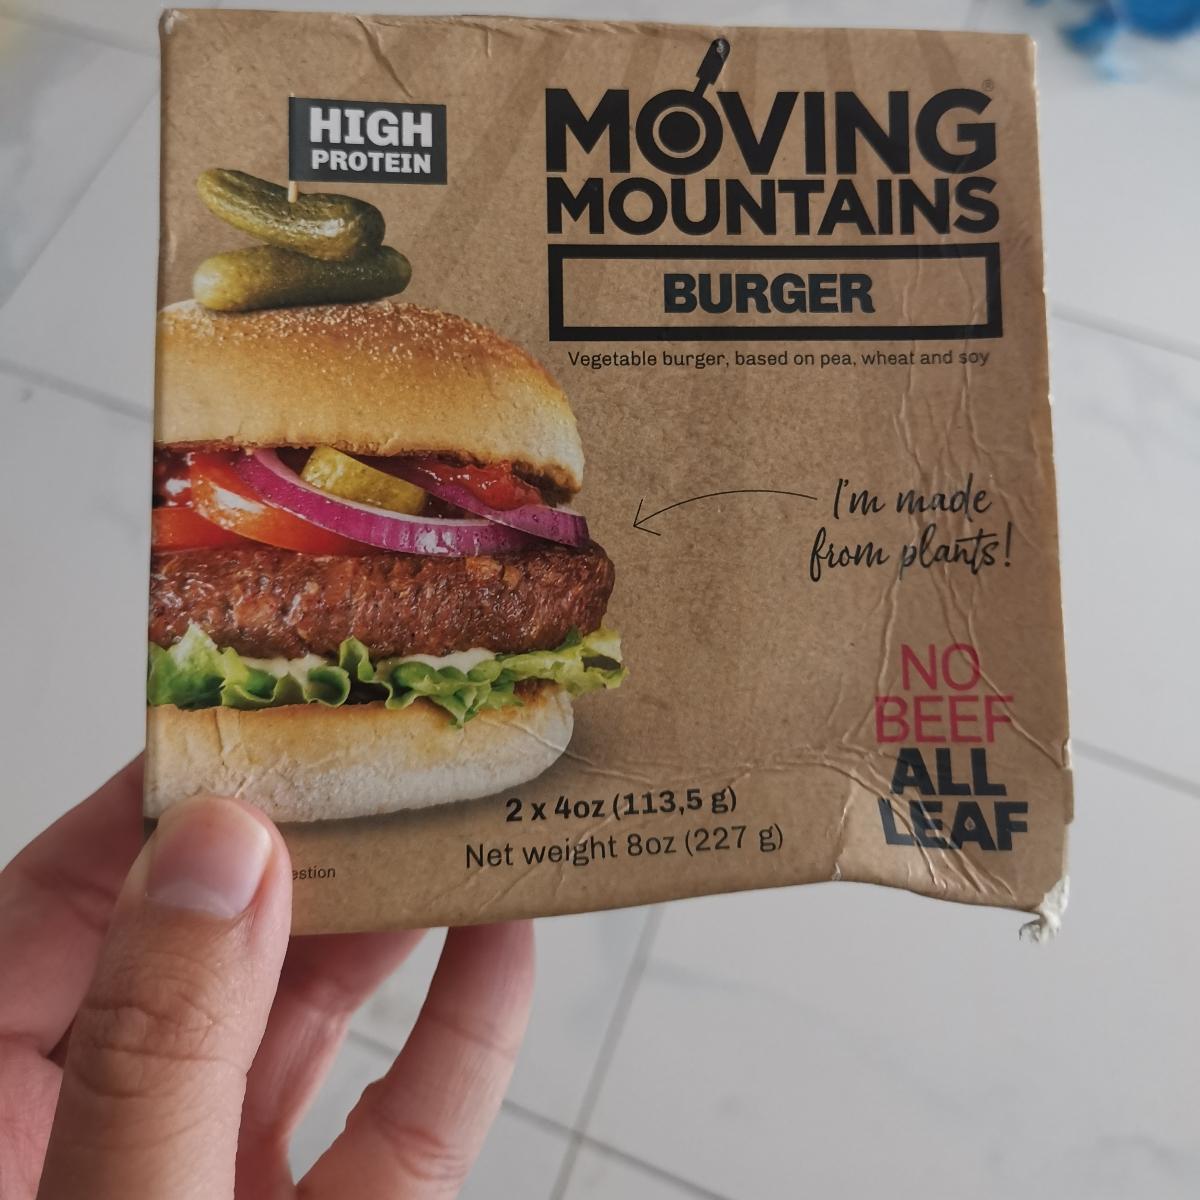 HIGH
PROTEIN
MOVING®
MOUNTAINS
BURGER
Vegetable burger, based on pea, wheat and soy
I'm made
from plants!
NO
BEEF
ALL
LEAF
2 x 4oz (113,5 g)
Net weight 8oz (227 g)